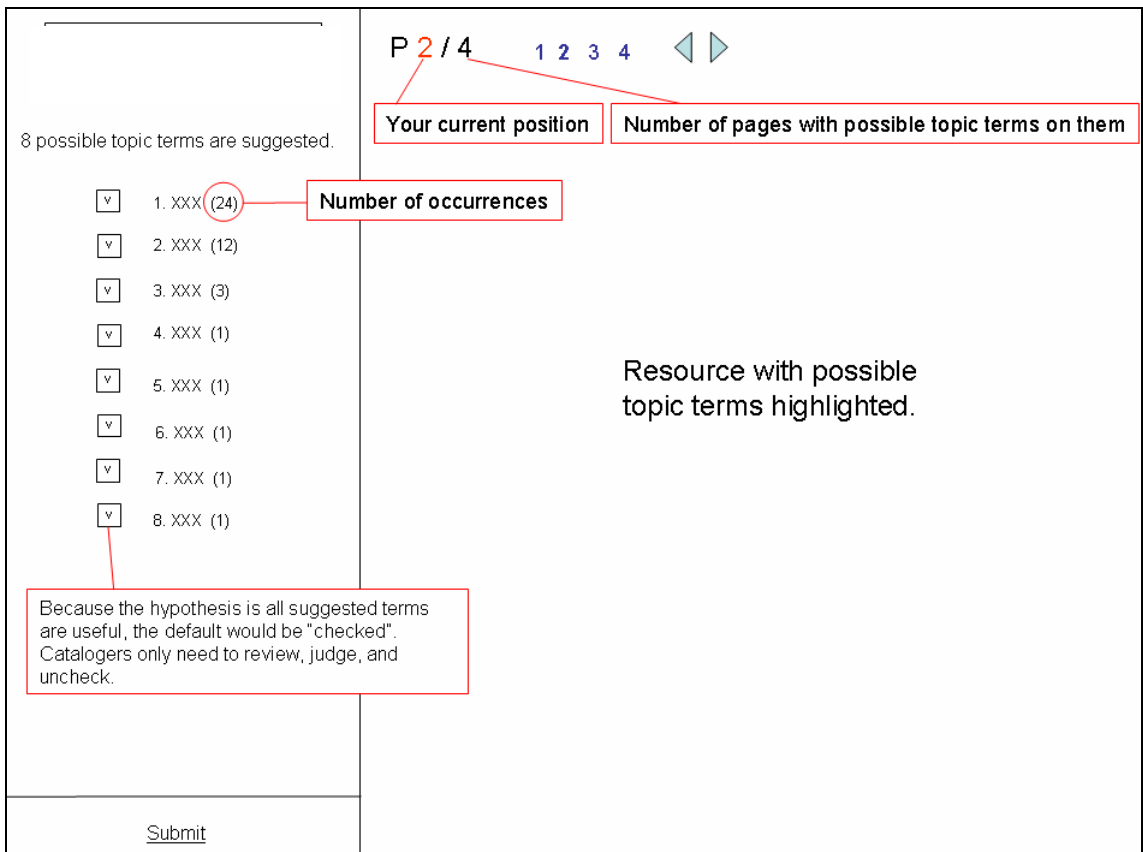 P 2 / 4 1 2 3 4
Your current position
Number of pages with possible topic terms on them
8 possible topic terms are suggested.
v 1. XXX (24)
Number of occurrences
v 2. XXX (12)
v 3. XXX (3)
v 4. XXX (1)
v 5. XXX (1)
v 6. XXX (1)
v 7. XXX (1)
v 8. XXX (1)
Because the hypothesis is all suggested terms
are useful, the default would be "checked".
Catalogers only need to review, judge, and
uncheck.
Submit
Resource with possible
topic terms highlighted.